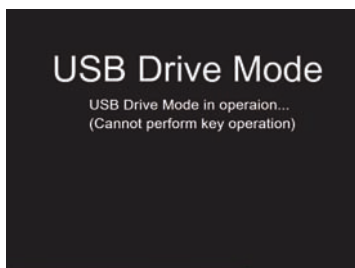 USB Drive Mode
USB Drive Mode in operaion...
(Cannot perform key operation)